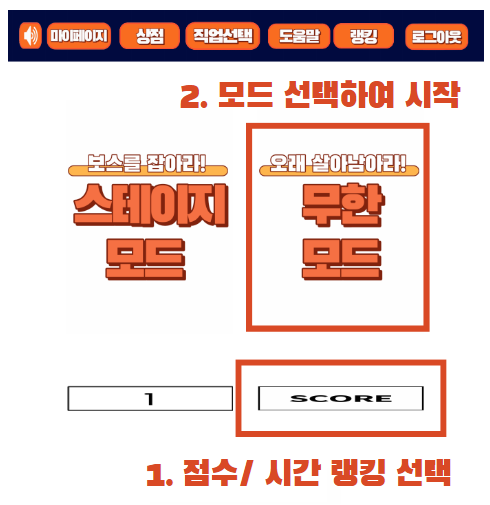 마이페이지 상점 직업선택 도움말 랭킹 로그아웃
2. 모드 선택하여 시작
보스를 잡아라! 오래 살아남아라!
스테이지 무한
모드 모드
1 SCORE
1. 점수/ 시간 랭킹 선택